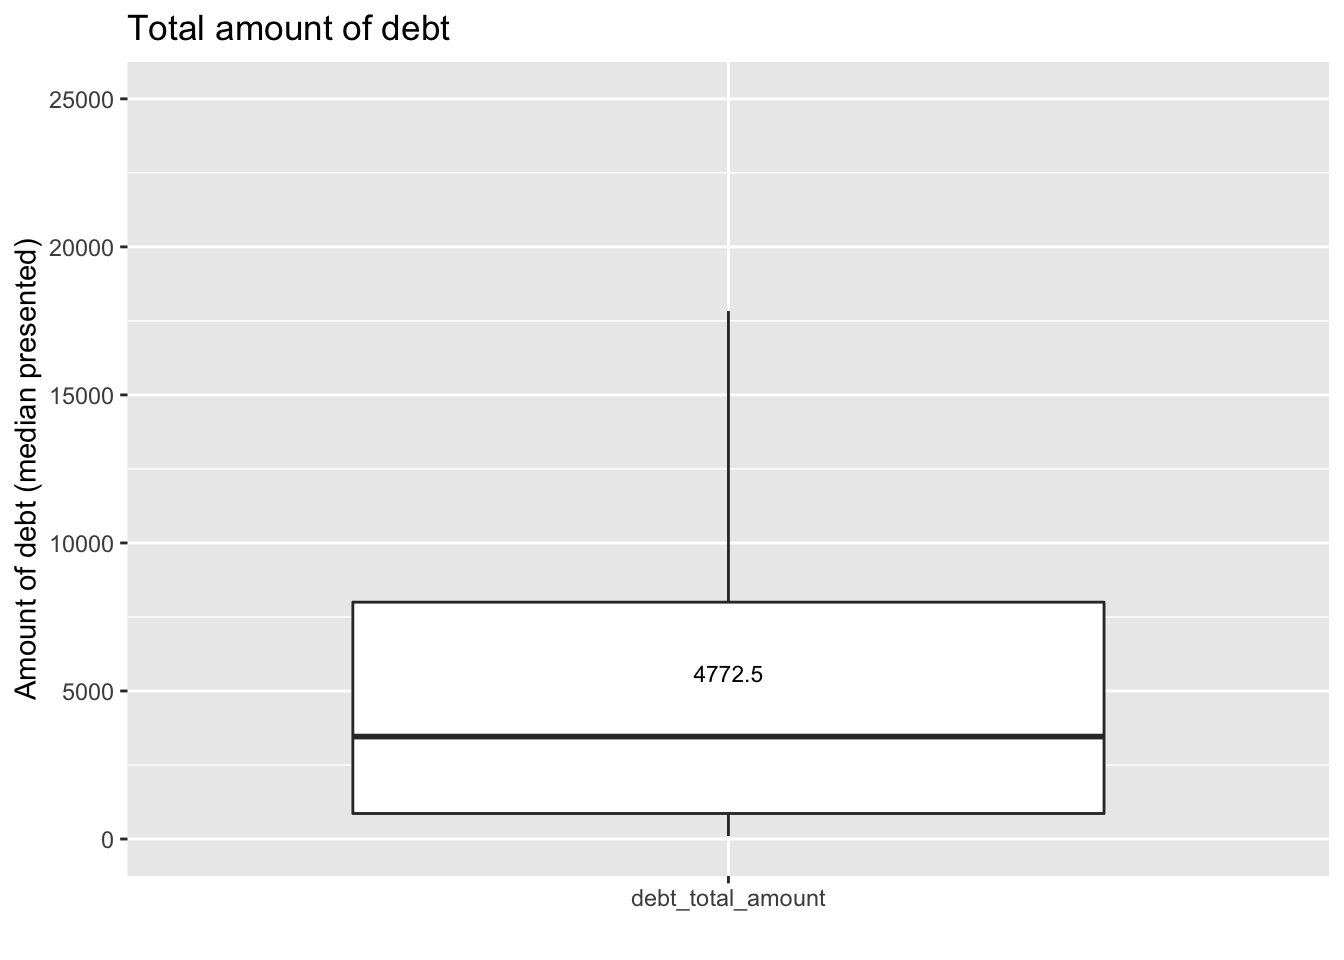 Total amount of debt
Amount of debt (median presented)
25000
20000
15000
10000
5000
0
4772.5
debt_total_amount